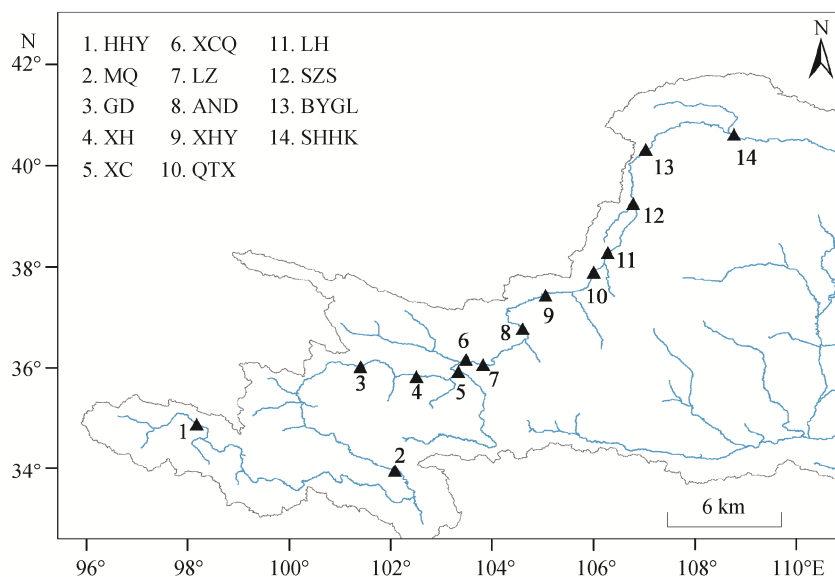 N
N
1. HHY 6. XCQ 11. LH
2. MQ 7. LZ 12. SZS
3. GD 8. AND 13. BYGL
4. XH 9. XHY 14. SHHK
5. XC 10. QTX
42°
40°
38°
36°
34°
14
13
12
11
10
9
8
6
7
5
4
3
2
1
6 km
96° 98° 100° 102° 104° 106° 108° 110°E